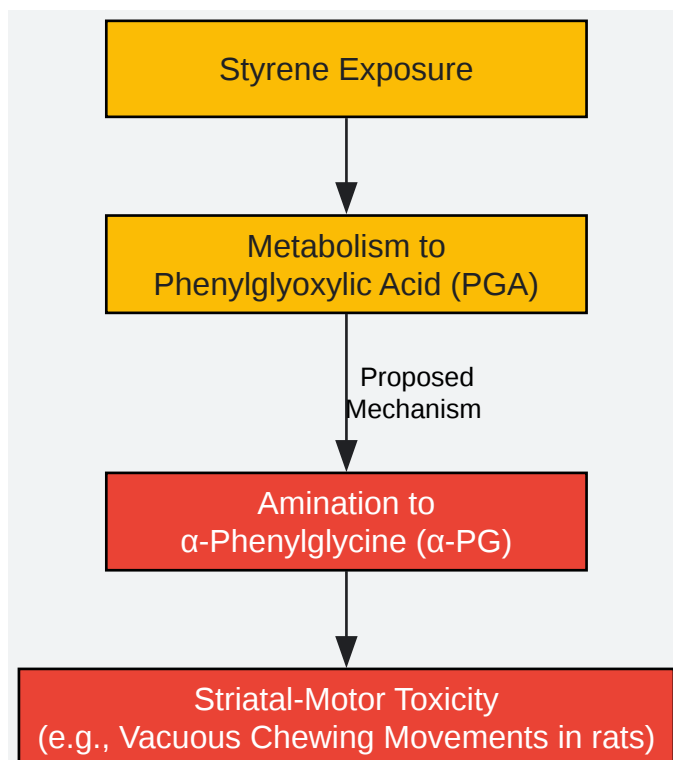 Styrene Exposure
Metabolism to
Phenylglyoxylic Acid (PGA)
Proposed
Mechanism
Amination to
α-Phenylglycine (α-PG)
Striatal-Motor Toxicity
(e.g., Vacuous Chewing Movements in rats)